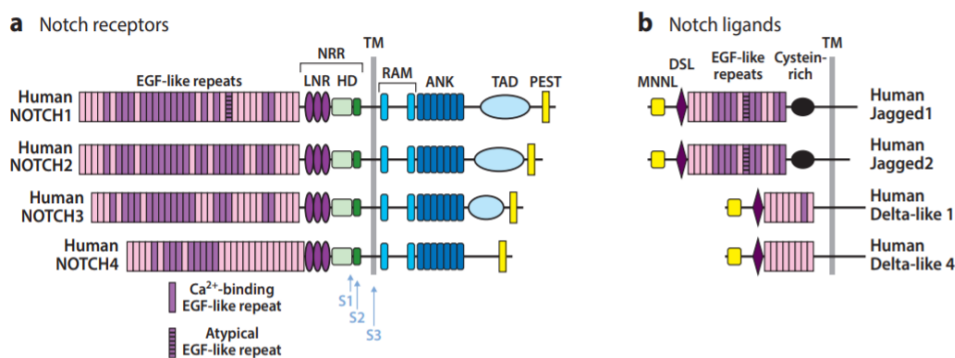 a Notch receptors
TM
NRR
EGF-like repeats
LNR HD
RAM
ANK
TAD
PEST
Human
NOTCH1
Human
NOTCH2
Human
NOTCH3
Human
NOTCH4
S1
S2
S3
Ca²⁺-binding
EGF-like repeat
Atypical
EGF-like repeat
b Notch ligands
TM
MNNL
DSL
EGF-like
repeats
Cystein-
rich
Human
Jagged1
Human
Jagged2
Human
Delta-like 1
Human
Delta-like 4